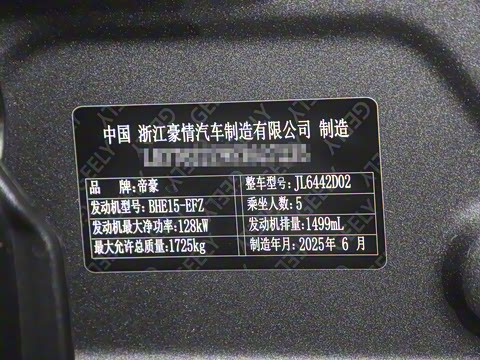 中国 浙江豪情汽车制造有限公司 制造
品 牌:帝豪 整车型号:JL6442D02
发动机型号:BHE15-EFZ 乘坐人数:5
发动机最大净功率:128kW 发动机排量:1499mL
最大允许总质量:1725kg 制造年月:2025年 6 月